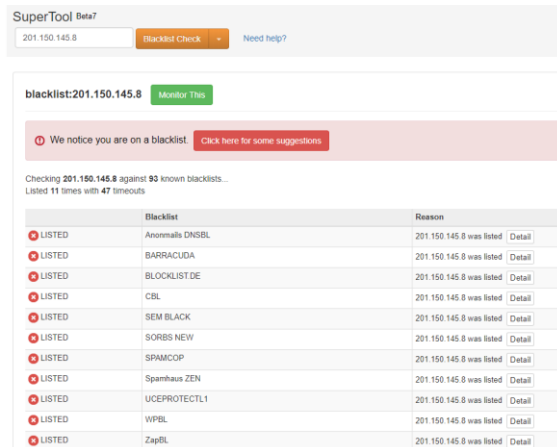 SuperTool Beta7
201.150.145.8 Blacklist Check Need help?
blacklist:201.150.145.8 Monitor This
We notice you are on a blacklist. Click here for some suggestions
Checking 201.150.145.8 against 93 known blacklists...
Listed 11 times with 47 timeouts
Blacklist Reason
LISTED Anonmails DNSBL 201.150.145.8 was listed Detail
LISTED BARRACUDA 201.150.145.8 was listed Detail
LISTED BLOCKLIST.DE 201.150.145.8 was listed Detail
LISTED CBL 201.150.145.8 was listed Detail
LISTED SEM BLACK 201.150.145.8 was listed Detail
LISTED SORBS NEW 201.150.145.8 was listed Detail
LISTED SPAMCOP 201.150.145.8 was listed Detail
LISTED Spamhaus ZEN 201.150.145.8 was listed Detail
LISTED UCEPROTECTL1 201.150.145.8 was listed Detail
LISTED WPBL 201.150.145.8 was listed Detail
LISTED ZapBL 201.150.145.8 was listed Detail